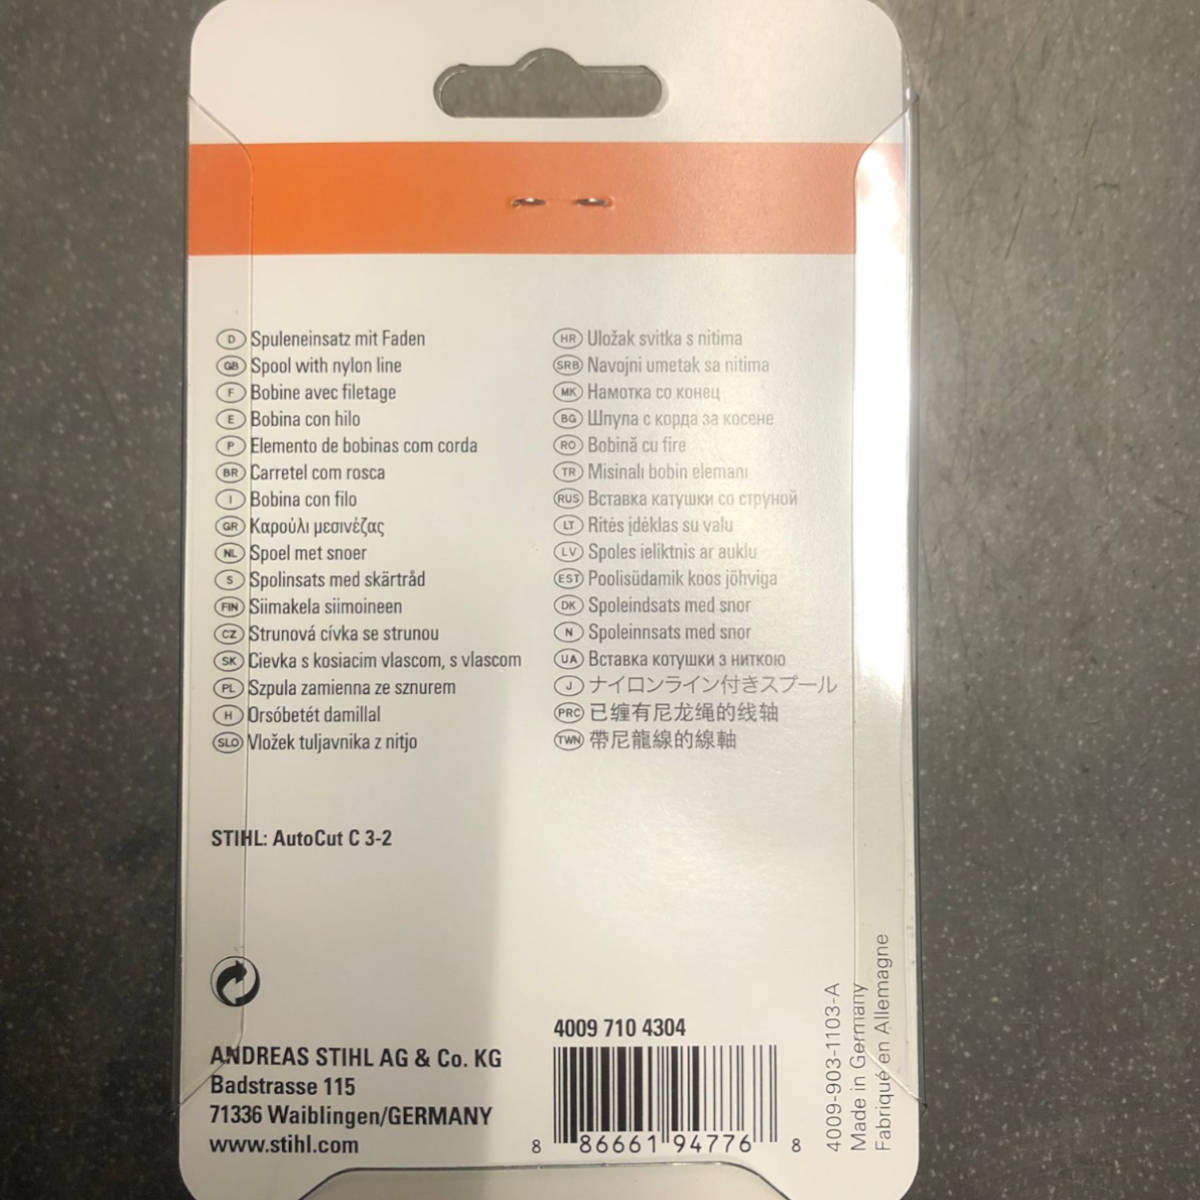 D Spuleneinsatz mit Faden
GB Spool with nylon line
F Bobine avec filetage
E Bobina con hilo
P Elemento de bobinas com corda
BR Carretel com rosca
I Bobina con filo
GR Καρούλι μεσινέζας
NL Spoel met snoer
S Spolinsats med skärtråd
FIN Siimakela siimoineen
CZ Strunová cívka se strunou
SK Cievka s kosiacim vlascom, s vlascom
PL Szpula zamienna ze sznurem
H Orsóbetét damillal
SLO Vložek tuljavnika z nitjo
HR Uložak svitka s nitima
SRB Navojni umetak sa nitima
MK Намотка со конец
BG Шпула с корда за косене
RO Bobină cu fire
TR Misinalı bobin elemanı
RUS Вставка катушки со струной
LT Ritės įdėklas su valu
LV Spoles ieliktnis ar auklu
EST Poolisüdamik koos jõhviga
DK Spoleindsats med snor
N Spoleinnsats med snor
UA Вставка котушки з ниткою
J ナイロンライン付きスプール
PRC 已缠有尼龙绳的线轴
TWN 帶尼龍線的線軸
STIHL: AutoCut C 3-2
ANDREAS STIHL AG & Co. KG
Badstrasse 115
71336 Waiblingen/GERMANY
www.stihl.com
4009 710 4304
8 86661 94776 8
4009-903-1103-A
Made in Germany
Fabriqué en Allemagne